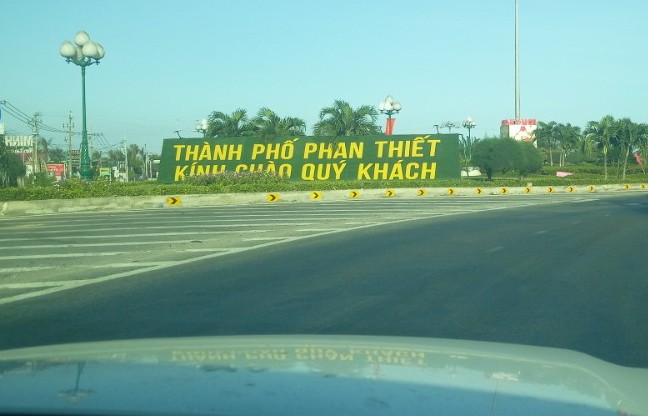 THÀNH PHỐ PHAN THIẾT
KÍNH CHÀO QUÝ KHÁCH